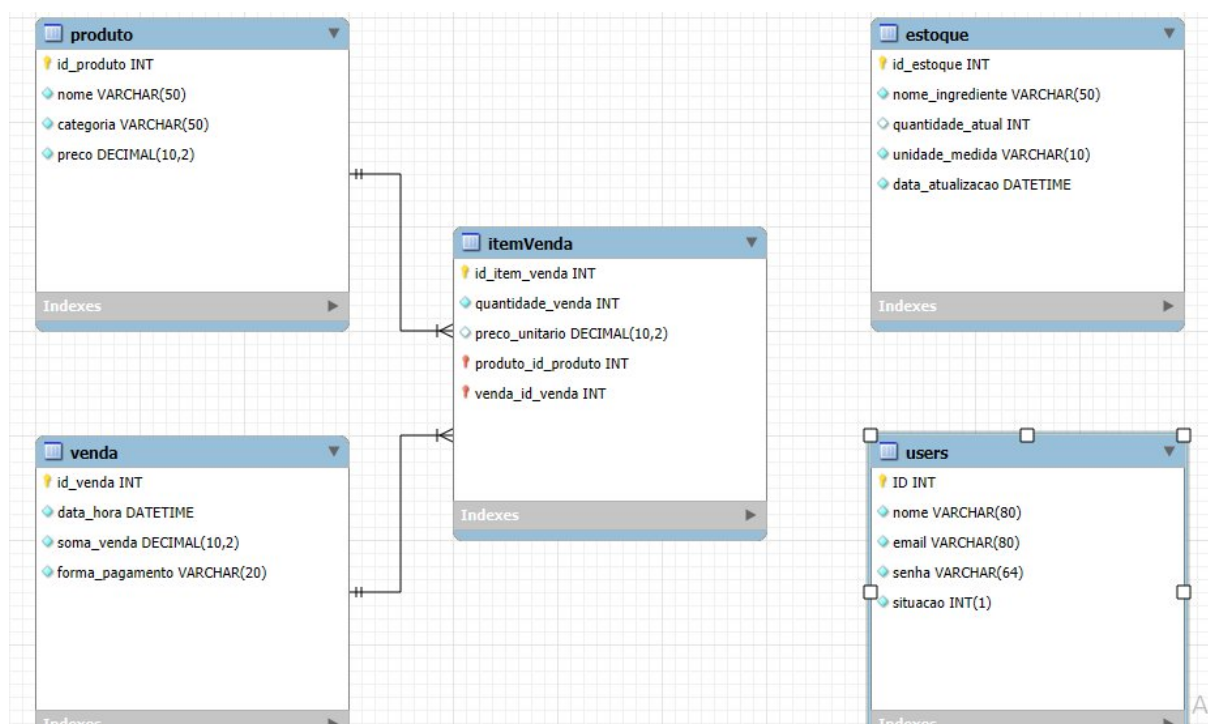 produto
id_produto INT
nome VARCHAR(50)
categoria VARCHAR(50)
preco DECIMAL(10,2)
Indexes
estoque
id_estoque INT
nome_ingrediente VARCHAR(50)
quantidade_atual INT
unidade_medida VARCHAR(10)
data_atualizacao DATETIME
Indexes
itemVenda
id_item_venda INT
quantidade_venda INT
preco_unitario DECIMAL(10,2)
produto_id_produto INT
venda_id_venda INT
Indexes
venda
id_venda INT
data_hora DATETIME
soma_venda DECIMAL(10,2)
forma_pagamento VARCHAR(20)
Indexes
users
ID INT
nome VARCHAR(80)
email VARCHAR(80)
senha VARCHAR(64)
situacao INT(1)
Indexes
A